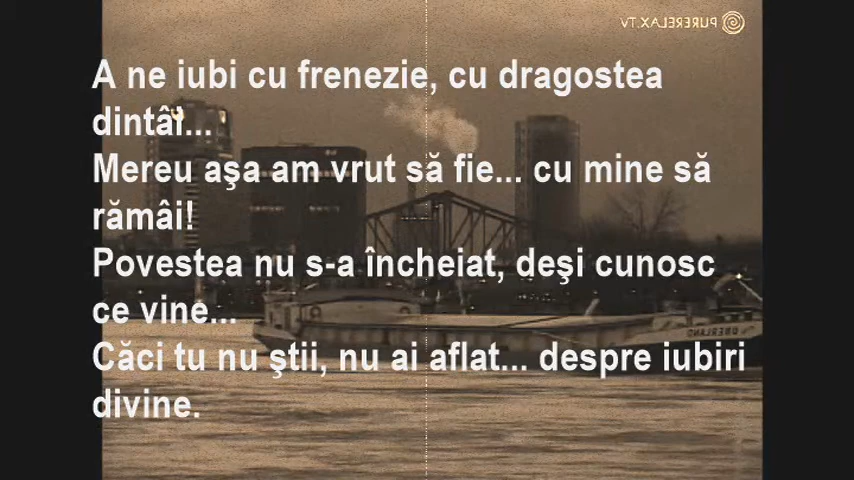 PURERELAX.TV
A ne iubi cu frenezie, cu dragostea
dintâi...
Mereu aşa am vrut să fie... cu mine să
rămâi!
Povestea nu s-a încheiat, deşi cunosc
ce vine...
OBERLAND
Căci tu nu ştii, nu ai aflat... despre iubiri
divine.